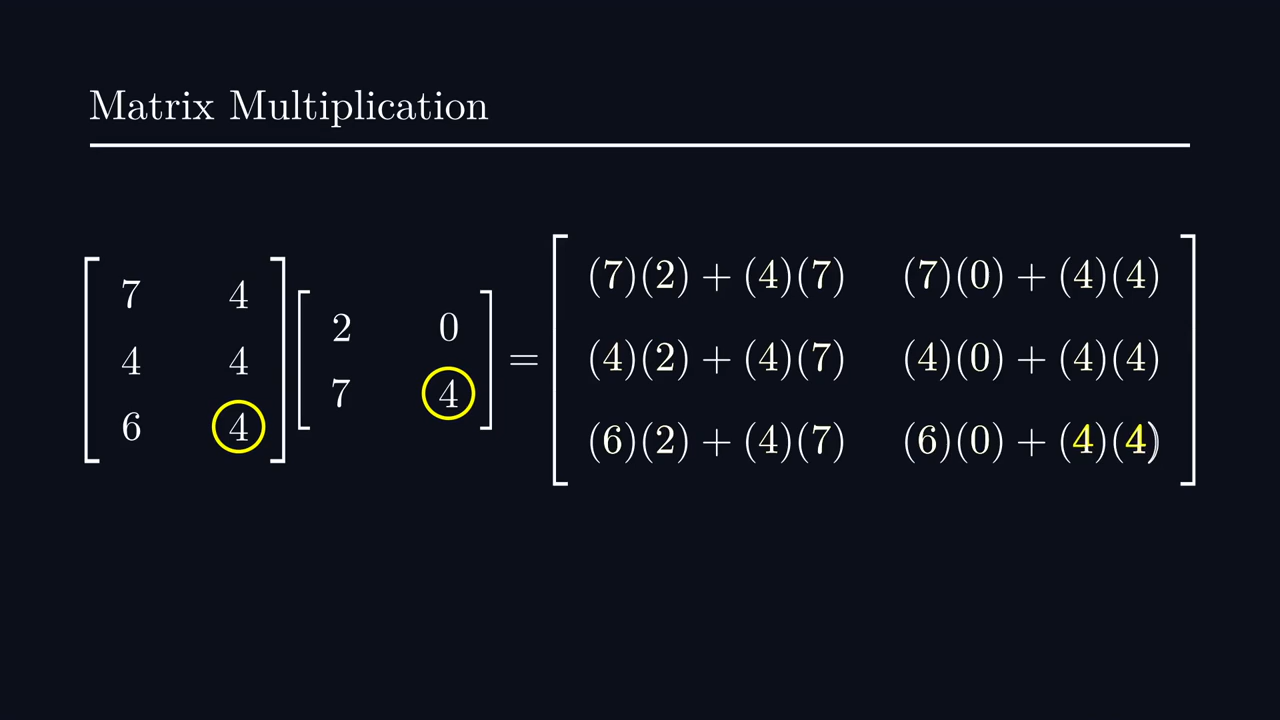 Matrix Multiplication
7 4
4 4
6 4
2 0
7 4
=
(7)(2) + (4)(7) (7)(0) + (4)(4)
(4)(2) + (4)(7) (4)(0) + (4)(4)
(6)(2) + (4)(7) (6)(0) + (4)(4)